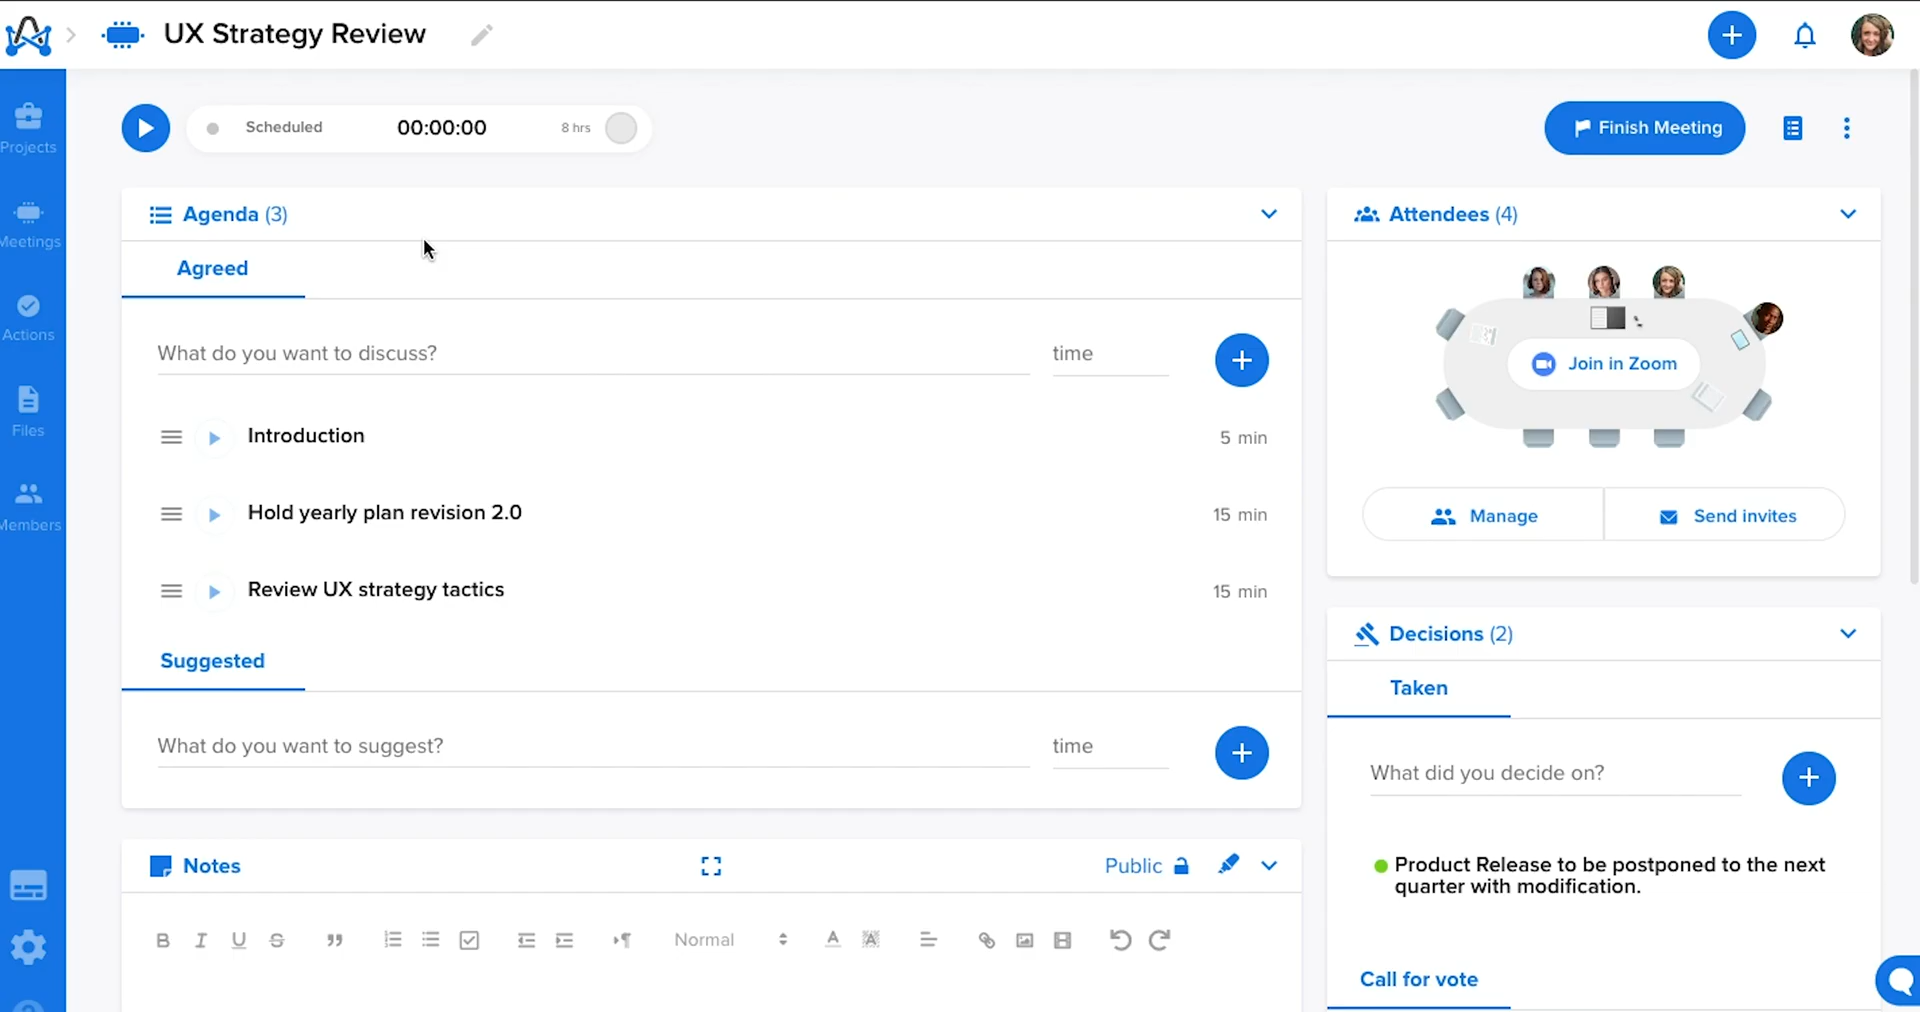 UX Strategy Review
Projects
Meetings
Actions
Files
Members
Scheduled
00:00:00
8 hrs
Finish Meeting
Agenda (3)
Agreed
What do you want to discuss?
time
Introduction
5 min
Hold yearly plan revision 2.0
15 min
Review UX strategy tactics
15 min
Suggested
What do you want to suggest?
time
Notes
Public
Normal
Attendees (4)
Join in Zoom
Manage
Send invites
Decisions (2)
Taken
What did you decide on?
Product Release to be postponed to the next
quarter with modification.
Call for vote